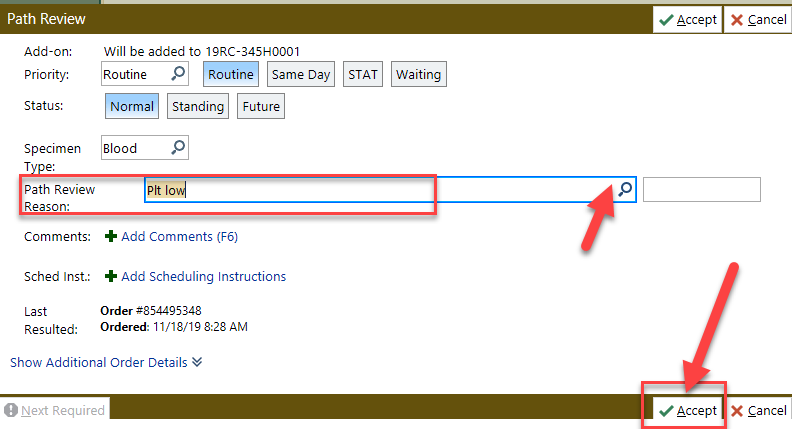 Path Review
Accept Cancel
Add-on: Will be added to 19RC-345H0001
Priority: Routine Routine Same Day STAT Waiting
Status: Normal Standing Future
Specimen Type: Blood
Path Review Reason: Plt low
Comments: Add Comments (F6)
Sched Inst.: Add Scheduling Instructions
Last Resulted: Order #854495348
Ordered: 11/18/19 8:28 AM
Show Additional Order Details
Next Required Accept Cancel